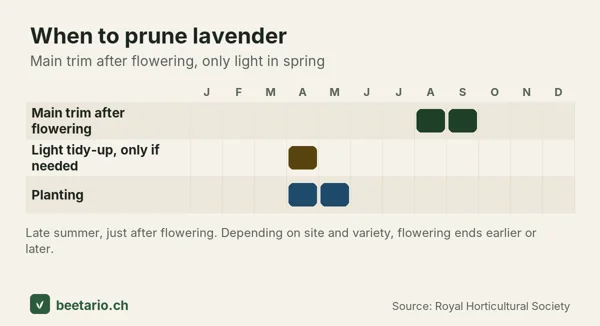 When to prune lavender
Main trim after flowering, only light in spring
J F M A M J J A S O N D
Main trim after
flowering
Light tidy-up, only if
needed
Planting
Late summer, just after flowering. Depending on site and variety, flowering ends earlier or
later.
beetario.ch
Source: Royal Horticultural Society